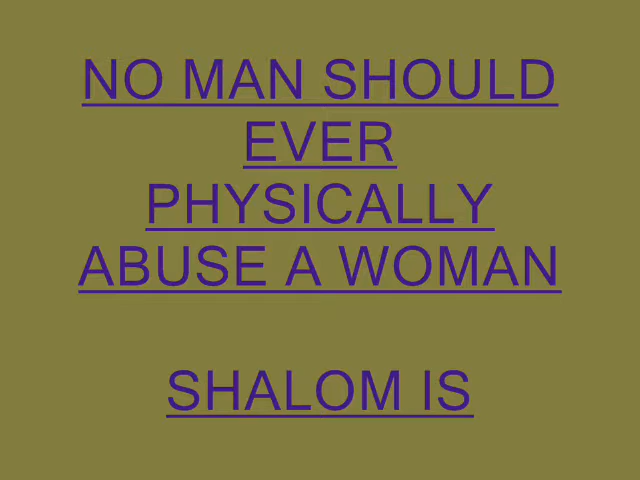 NO MAN SHOULD
EVER
PHYSICALLY
ABUSE A WOMAN
SHALOM IS